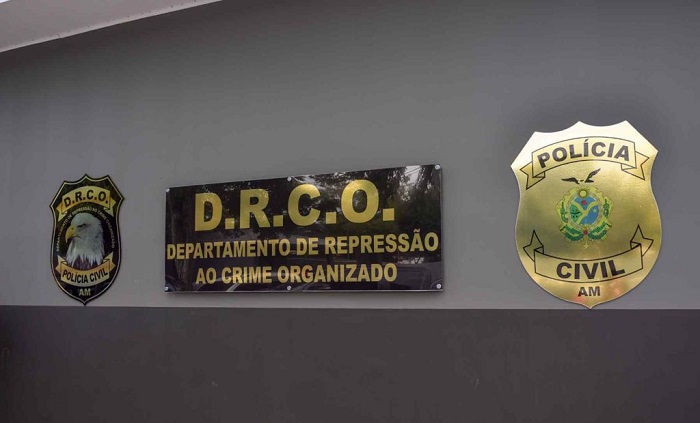 D.R.C.O.
POLÍCIA CIVIL
AM
D.R.C.O.
DEPARTAMENTO DE REPRESSÃO
AO CRIME ORGANIZADO
POLÍCIA
CIVIL
AM